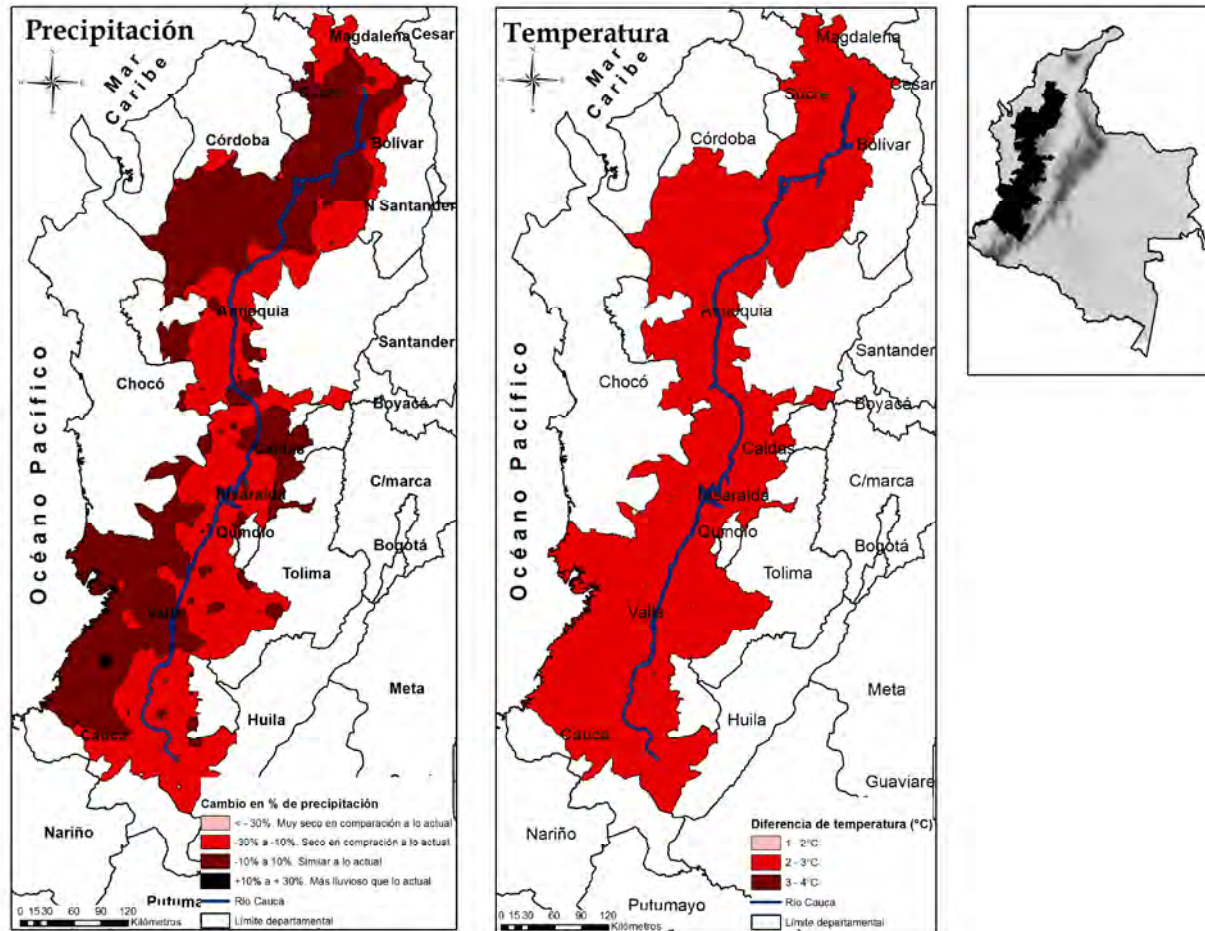 Precipitación
Magdalena
Cesar
Mar
Caribe
Córdoba
Bolívar
N Santander
Antioquia
Santander
Chocó
Boyacá
Caldas
C/marca
Risaralda
Quindío
Bogotá
Tolima
Valle
Océano Pacífico
Meta
Huila
Cauca
Nariño
Putuma
Cambio en % de precipitación
< - 30%. Muy seco en comparación a lo actual
-30% a -10%. Seco en compración a lo actual
-10% a 10%. Similar a lo actual
+10% a + 30%. Más lluvioso que lo actual
Río Cauca
Límite departamental
0 15 30 60 90 120
Kilómetros
Temperatura
Magdalena
Mar
Caribe
Sucre
Cesar
Córdoba
Bolívar
Antioquia
Santander
Chocó
Boyacá
Caldas
C/marca
Risaralda
Quindío
Bogotá
Tolima
Valle
Océano Pacífico
Meta
Huila
Cauca
Guaviare
Nariño
Putumayo
Diferencia de temperatura (°C)
1 - 2°C
2 - 3°C
3 - 4°C
Río Cauca
Límite departamental
0 15 30 60 90 120
Kilómetros